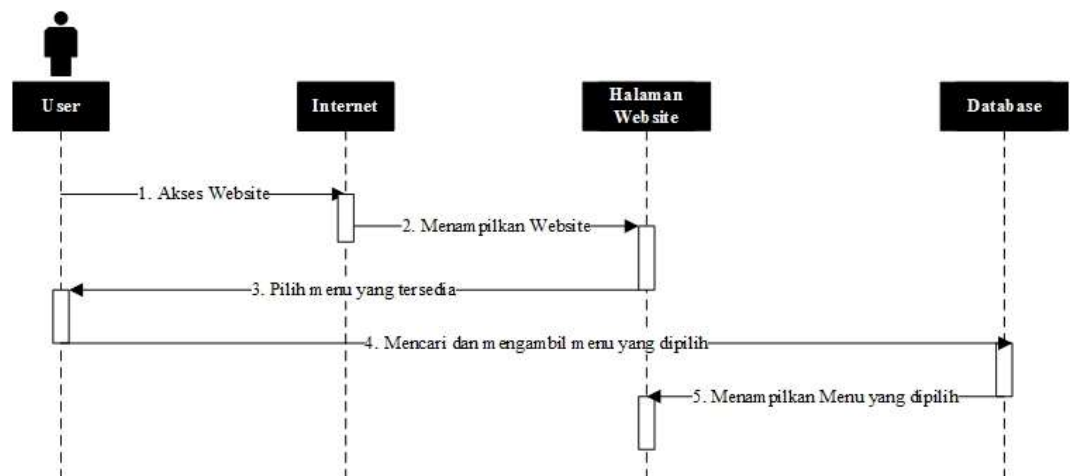 User
Internet
Halaman
Website
Database
1. Akses Website
2. Menampilkan Website
3. Pilih menu yang tersedia
4. Mencari dan mengambil menu yang dipilih
5. Menampilkan Menu yang dipilih